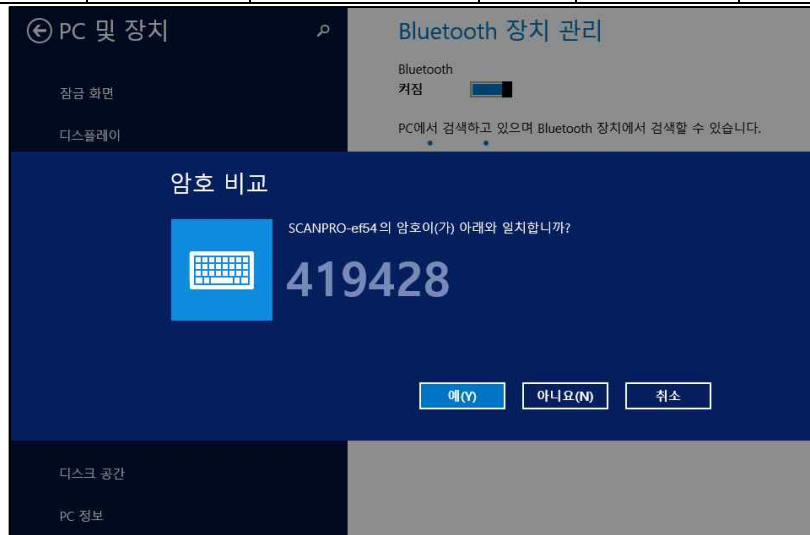 PC 및 장치
잠금 화면
디스플레이
Bluetooth 장치 관리
Bluetooth
켜짐
PC에서 검색하고 있으며 Bluetooth 장치에서 검색할 수 있습니다.
암호 비교
SCANPRO-ef54의 암호이(가) 아래와 일치합니까?
419428
예(Y)
아니요(N)
취소
디스크 공간
PC 정보